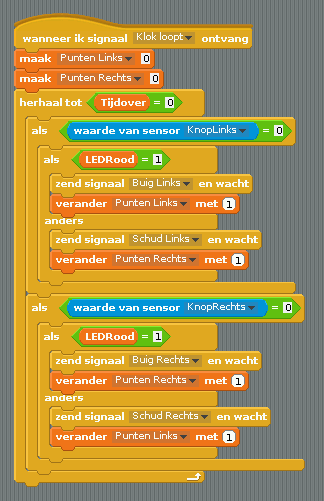 wanneer ik signaal Klok loopt ontvang
maak Punten Links 0
maak Punten Rechts 0
herhaal tot Tijdover = 0
als waarde van sensor KnopLinks = 0
als LEDRood = 1
zend signaal Buig Links en wacht
verander Punten Links met 1
anders
zend signaal Schud Links en wacht
verander Punten Rechts met 1
als waarde van sensor KnopRechts = 0
als LEDRood = 1
zend signaal Buig Rechts en wacht
verander Punten Rechts met 1
anders
zend signaal Schud Rechts en wacht
verander Punten Links met 1